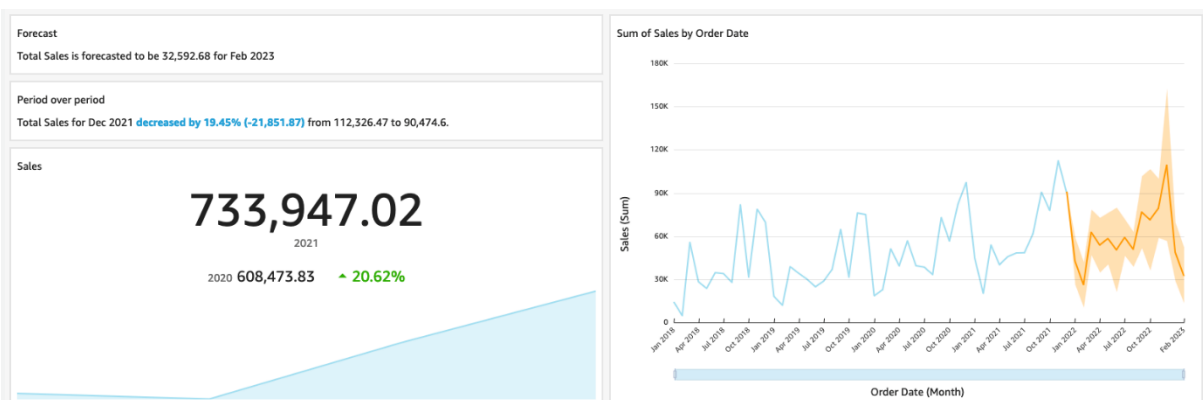 Forecast
Total Sales is forecasted to be 32,592.68 for Feb 2023
Period over period
Total Sales for Dec 2021 decreased by 19.45% (-21,851.87) from 112,326.47 to 90,474.6.
Sales
733,947.02
2021
2020 608,473.83 20.62%
Sum of Sales by Order Date
Sales (Sum)
180K
150K
120K
90K
60K
30K
0
Jan 2018 Apr 2018 Jul 2018 Oct 2018 Jan 2019 Apr 2019 Jul 2019 Oct 2019 Jan 2020 Apr 2020 Jul 2020 Oct 2020 Jan 2021 Apr 2021 Jul 2021 Oct 2021 Jan 2022 Apr 2022 Jul 2022 Oct 2022 Feb 2023
Order Date (Month)